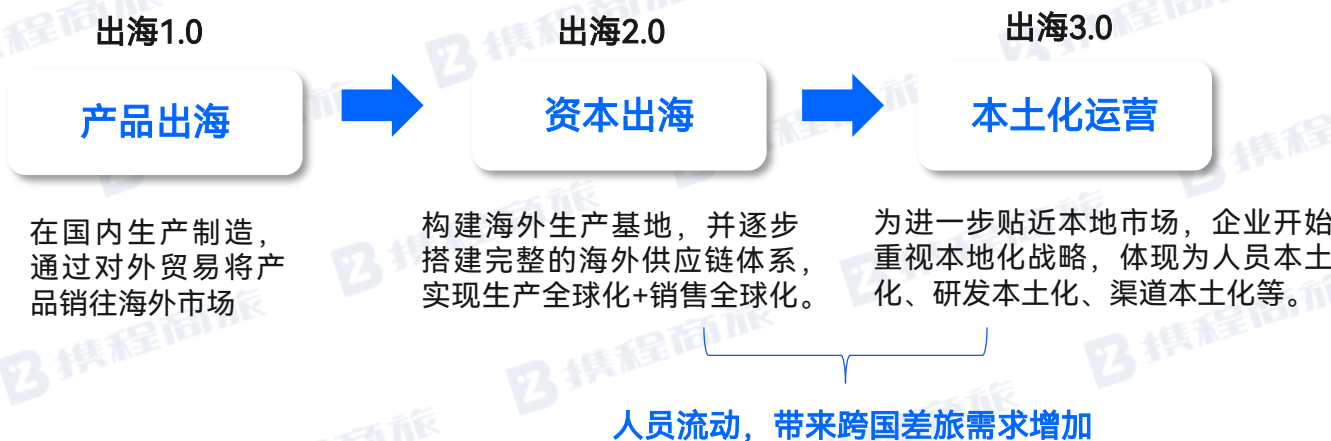 出海1.0
产品出海
在国内生产制造，
通过对外贸易将产
品销往海外市场
出海2.0
资本出海
构建海外生产基地，并逐步
搭建完整的海外供应链体系，
实现生产全球化+销售全球化。
出海3.0
本土化运营
为进一步贴近本地市场，企业开始
重视本地化战略，体现为人员本土
化、研发本土化、渠道本土化等。
人员流动，带来跨国差旅需求增加
携程商旅